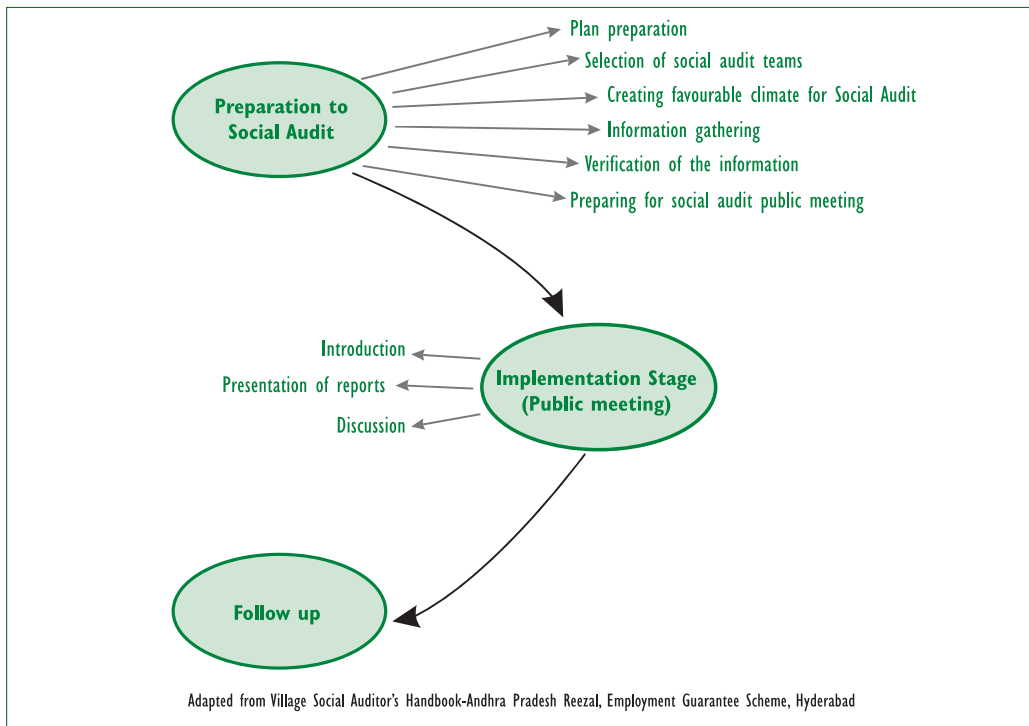 Plan preparation
Selection of social audit teams
Creating favourable climate for Social Audit
Information gathering
Verification of the information
Preparing for social audit public meeting
Preparation to
Social Audit
Introduction
Presentation of reports
Discussion
Implementation Stage
(Public meeting)
Follow up
Adapted from Village Social Auditor's Handbook-Andhra Pradesh Reezal, Employment Guarantee Scheme, Hyderabad